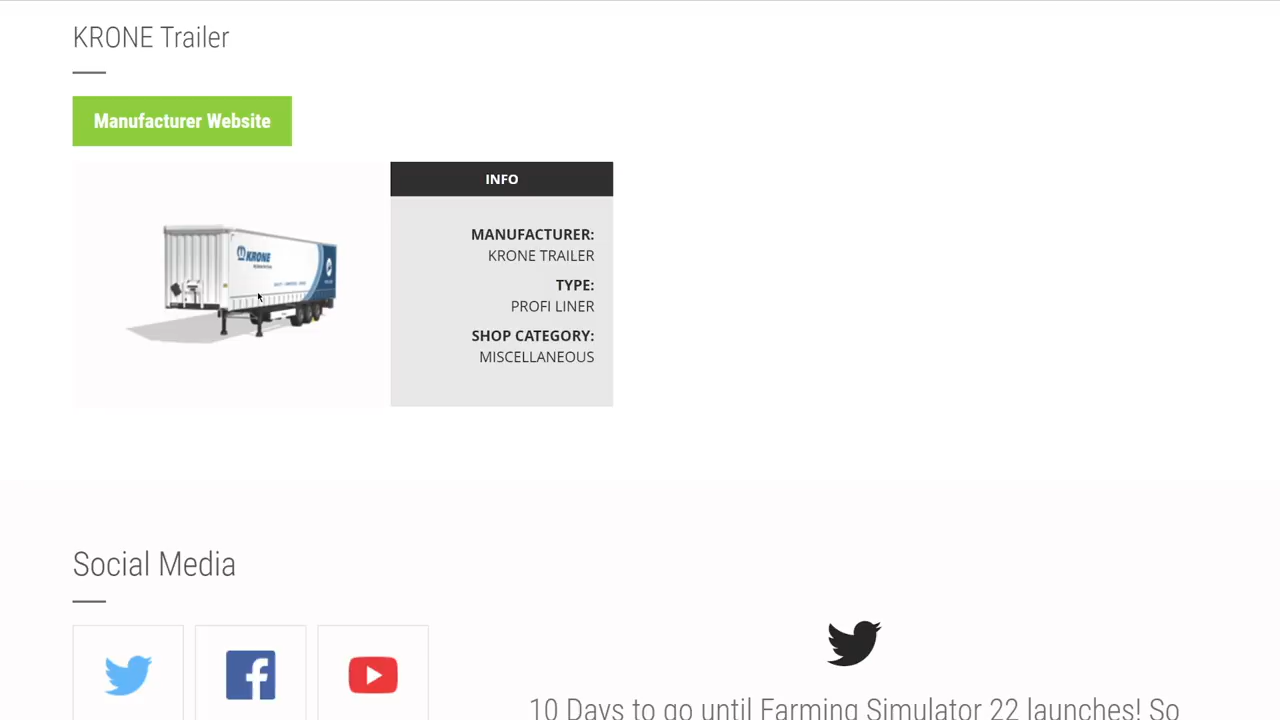 KRONE Trailer
Manufacturer Website
KRONE
INFO
MANUFACTURER:
KRONE TRAILER
TYPE:
PROFI LINER
SHOP CATEGORY:
MISCELLANEOUS
Social Media
10 Days to go until Farming Simulator 22 launches! So